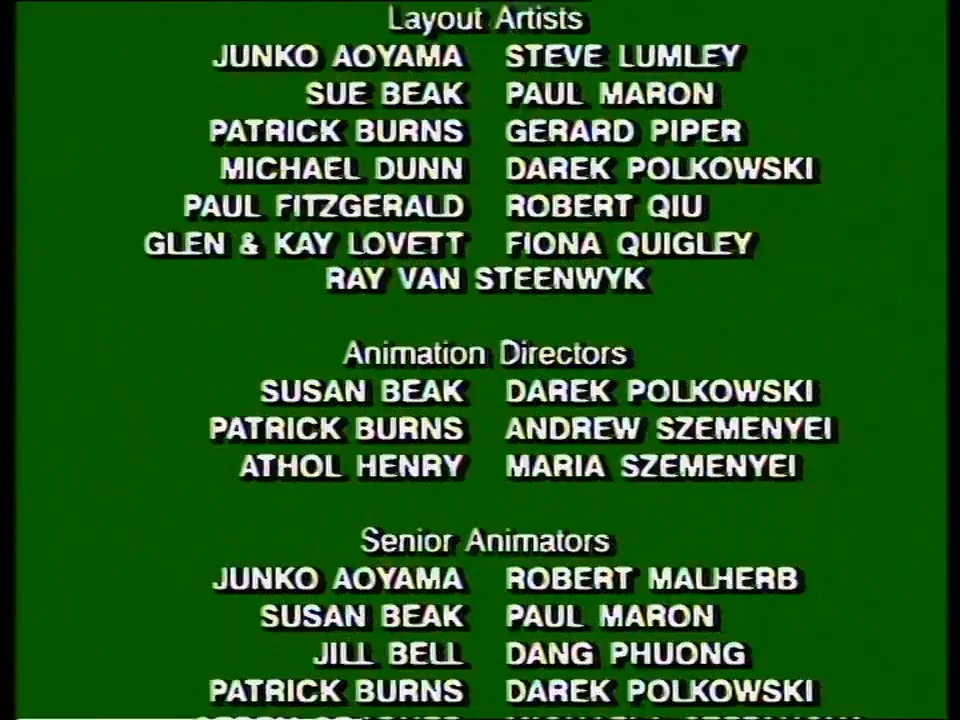 Layout Artists
JUNKO AOYAMA STEVE LUMLEY
SUE BEAK PAUL MARON
PATRICK BURNS GERARD PIPER
MICHAEL DUNN DAREK POLKOWSKI
PAUL FITZGERALD ROBERT QIU
GLEN & KAY LOVETT FIONA QUIGLEY
RAY VAN STEENWYK
Animation Directors
SUSAN BEAK DAREK POLKOWSKI
PATRICK BURNS ANDREW SZEMENYEI
ATHOL HENRY MARIA SZEMENYEI
Senior Animators
JUNKO AOYAMA ROBERT MALHERB
SUSAN BEAK PAUL MARON
JILL BELL DANG PHUONG
PATRICK BURNS DAREK POLKOWSKI